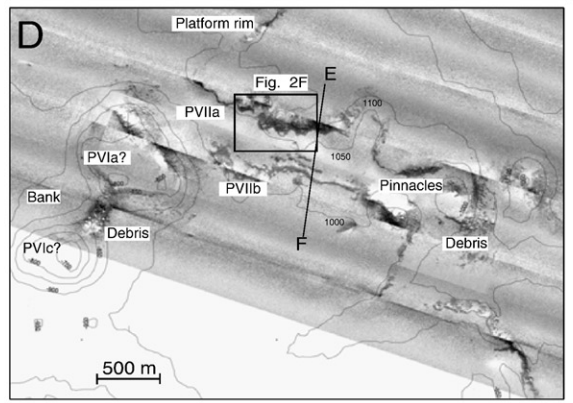 D
Platform rim
E
Fig. 2F
1100
PVIIa
1050
PVIa?
PVIIb
Pinnacles
Bank
1000
Debris
F
Debris
PVIc?
500 m